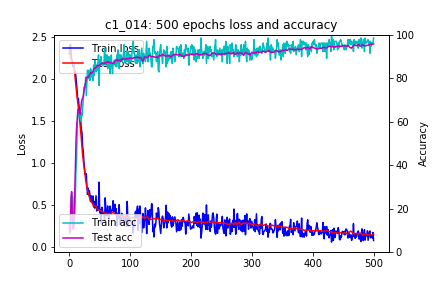 c1_014: 500 epochs loss and accuracy
2.5
2.0
1.5
1.0
0.5
0.0
Loss
100
80
60
40
20
0
Accuracy
0
100
200
300
400
500
Train loss
Test loss
Train acc
Test acc